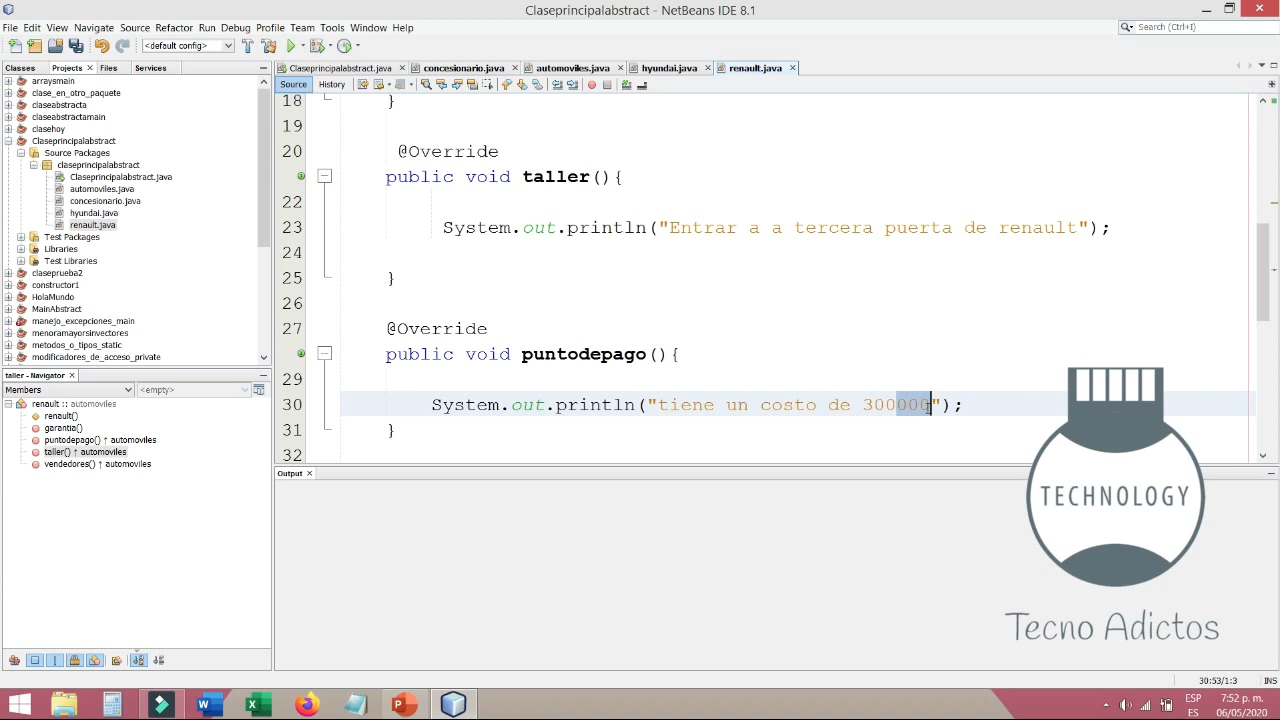 Claseprincipalabstract - NetBeans IDE 8.1
File Edit View Navigate Source Refactor Run Debug Profile Team Tools Window Help
Search (Ctrl+I)
<default config>
Classes Projects Files Services
Claseprincipalabstract.java concesionario.java automoviles.java hyundai.java renault.java
Source History
arraysmain
clase_en_otro_paquete
claseabstracta
claseabstractamain
clasehoy
Claseprincipalabstract
Source Packages
claseprincipalabstract
Claseprincipalabstract.java
automoviles.java
concesionario.java
hyundai.java
renault.java
Test Packages
Libraries
Test Libraries
claseprueba2
constructor1
HolaMundo
MainAbstract
manejo_excepciones_main
menoramayorsinvectores
metodos_o_tipos_static
modificadores_de_acceso_private
taller - Navigator
Members <empty>
renault :: automoviles
renault()
garantia()
puntodepago() ↑ automoviles
taller() ↑ automoviles
vendedores() ↑ automoviles
18 }
19
20 @Override
public void taller(){
22
23 System.out.println("Entrar a a tercera puerta de renault");
24
25 }
26
27 @Override
public void puntodepago(){
29
30 System.out.println("tiene un costo de 300000");
31 }
32
Output
TECHNOLOGY
Tecno Adictos
30:53/1:3 INS
ESP
ES
7:52 p. m.
06/05/2020